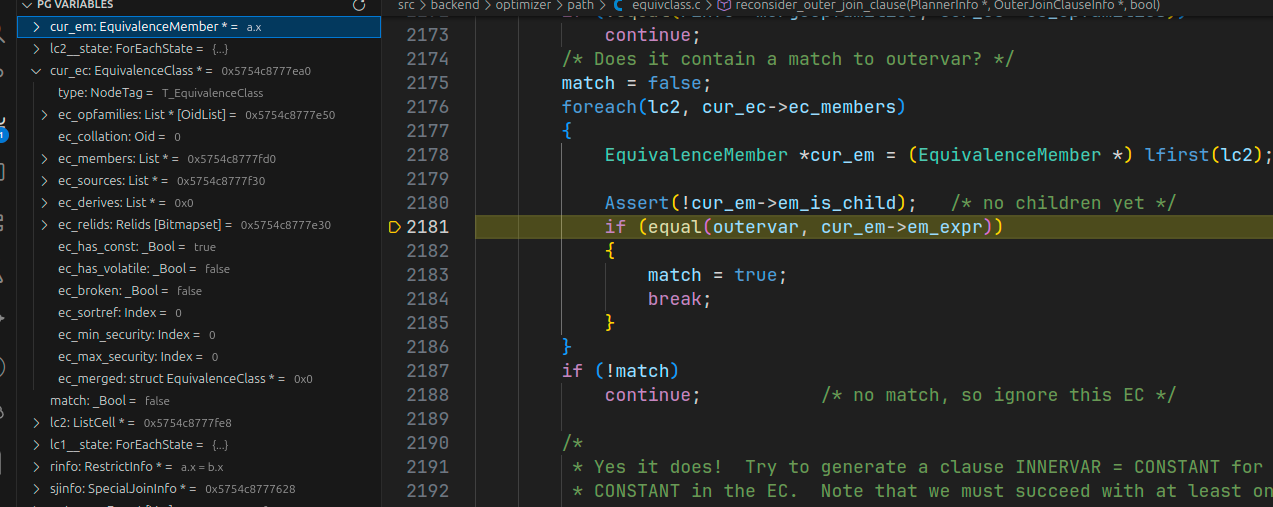 PG VARIABLES
cur_em: EquivalenceMember * = a.x
lc2__state: ForEachState = {...}
cur_ec: EquivalenceClass * = 0x5754c8777ea0
type: NodeTag = T_EquivalenceClass
ec_opfamilies: List * [OidList] = 0x5754c8777e50
ec_collation: Oid = 0
ec_members: List * = 0x5754c8777fd0
ec_sources: List * = 0x5754c8777f30
ec_derives: List * = 0x0
ec_relids: Relids [Bitmapset] = 0x5754c8777e30
ec_has_const: _Bool = true
ec_has_volatile: _Bool = false
ec_broken: _Bool = false
ec_sortref: Index = 0
ec_min_security: Index = 0
ec_max_security: Index = 0
ec_merged: struct EquivalenceClass * = 0x0
match: _Bool = false
lc2: ListCell * = 0x5754c8777fe8
lc1__state: ForEachState = {...}
rinfo: RestrictInfo * = a.x = b.x
sjinfo: SpecialJoinInfo * = 0x5754c8777628
src > backend > optimizer > path > C equivclass.c > reconsider_outer_join_clause(PlannerInfo *, OuterJoinClauseInfo *, bool)
2173 continue;
2174 /* Does it contain a match to outervar? */
2175 match = false;
2176 foreach(lc2, cur_ec->ec_members)
2177 {
2178 EquivalenceMember *cur_em = (EquivalenceMember *) lfirst(lc2);
2179
2180 Assert(!cur_em->em_is_child); /* no children yet */
2181 if (equal(outervar, cur_em->em_expr))
2182 {
2183 match = true;
2184 break;
2185 }
2186 }
2187 if (!match)
2188 continue; /* no match, so ignore this EC */
2189
2190 /*
2191 * Yes it does! Try to generate a clause INNERVAR = CONSTANT for
2192 * CONSTANT in the EC. Note that we must succeed with at least on